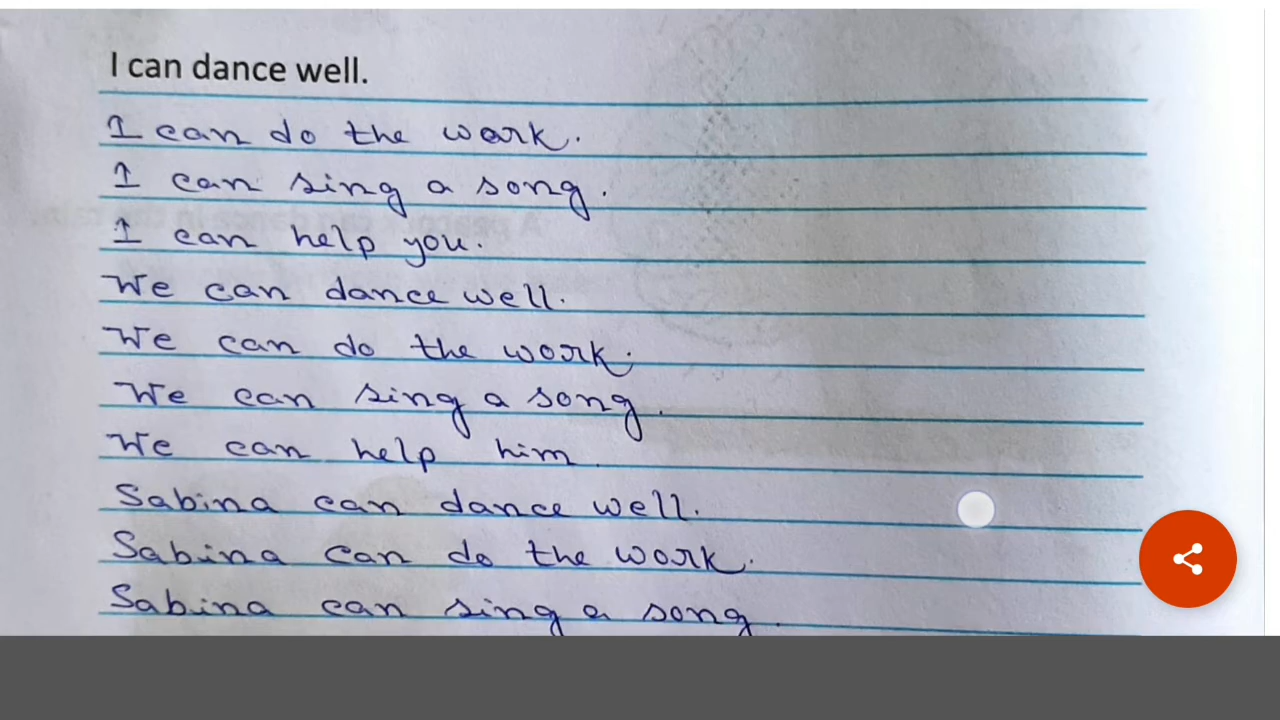 I can dance well.
I can do the work.
I can sing a song.
I can help you.
We can dance well.
We can do the work.
We can sing a song.
We can help him.
Sabina can dance well.
Sabina can do the work.
Sabina can sing a song.